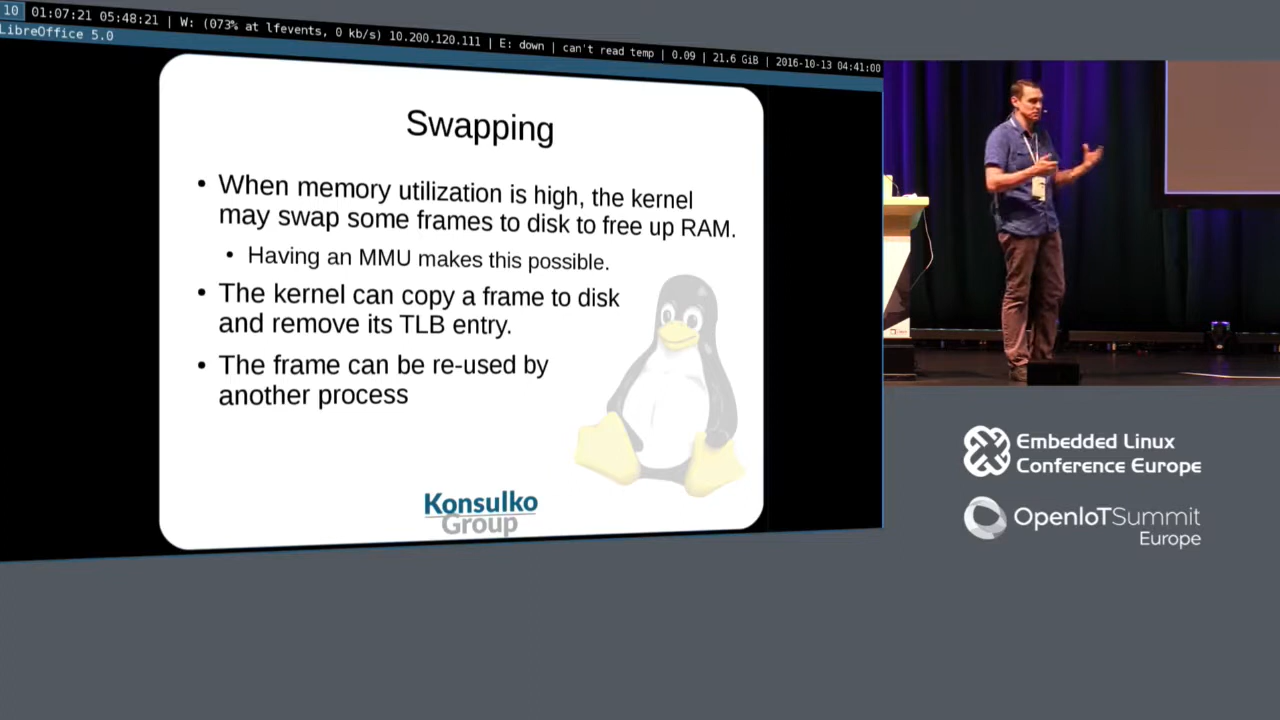 10 01:07:21 05:48:21 | W: (073% at lfevents, 0 kb/s) 10.200.120.111 | E: down | can't read temp | 0.09 | 21.6 GiB | 2016-10-13 04:41:00
LibreOffice 5.0
Swapping
• When memory utilization is high, the kernel
may swap some frames to disk to free up RAM.
• Having an MMU makes this possible.
• The kernel can copy a frame to disk
and remove its TLB entry.
• The frame can be re-used by
another process
Konsulko
Group
Embedded Linux
Conference Europe
OpenIoTSummit
Europe